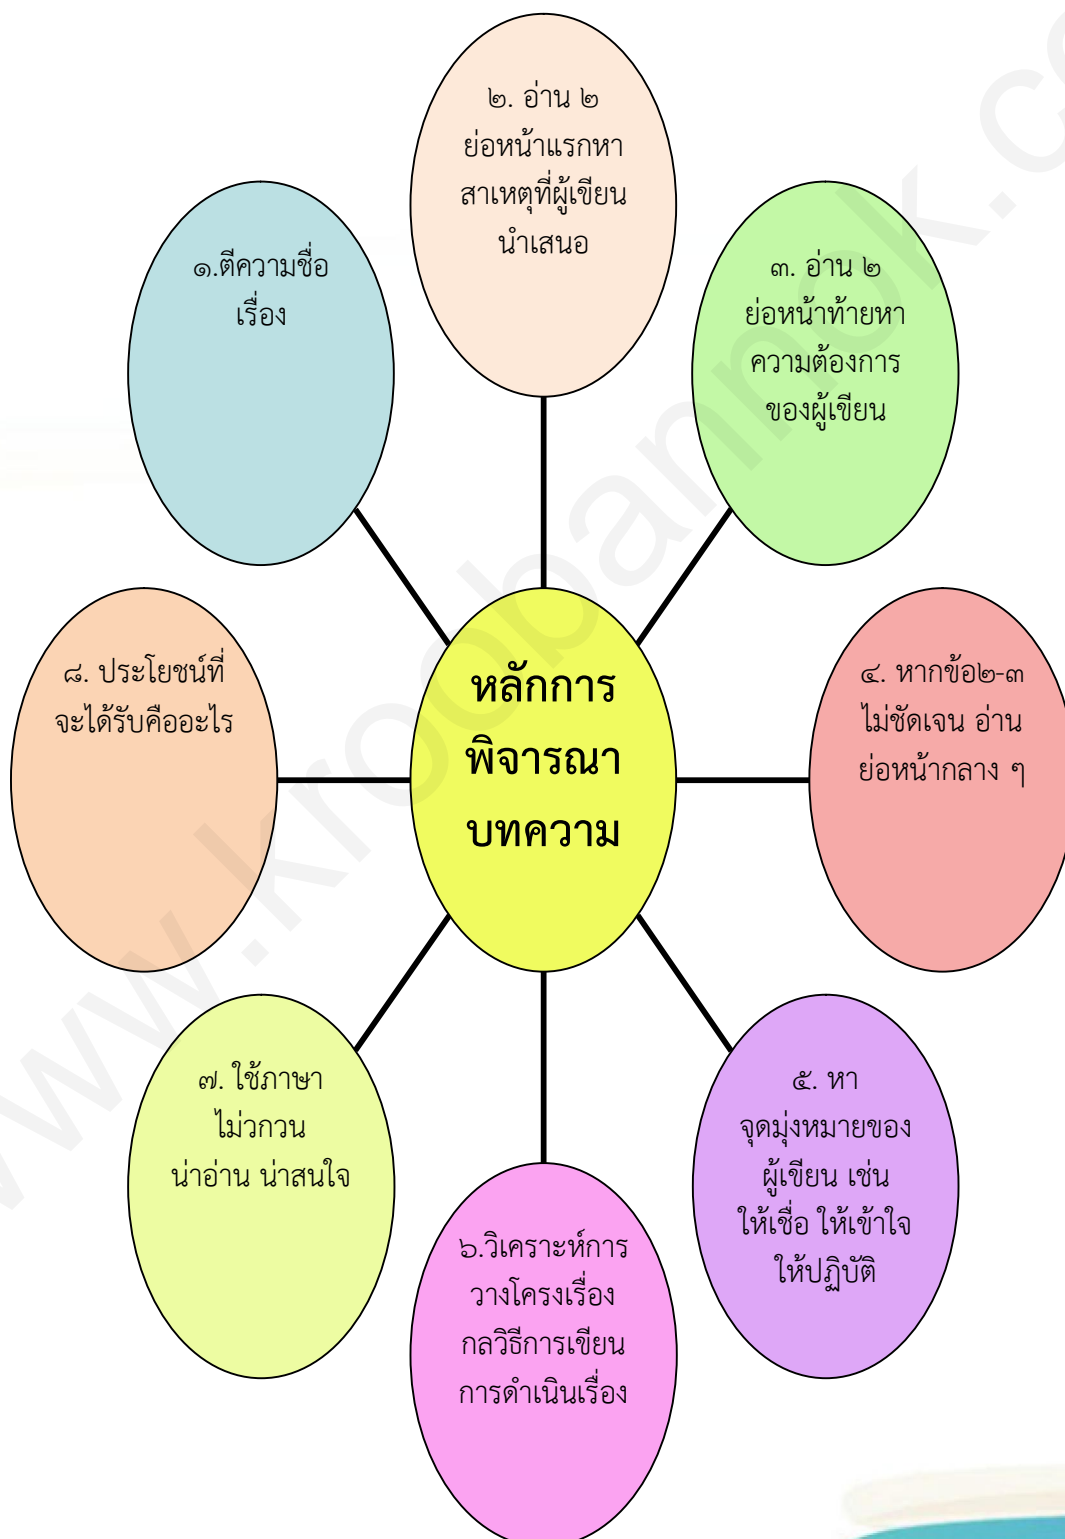 หลักการ
พิจารณา
บทความ
๑.ตีความชื่อ
เรื่อง
๒. อ่าน ๒
ย่อหน้าแรกหา
สาเหตุที่ผู้เขียน
นำเสนอ
๓. อ่าน ๒
ย่อหน้าท้ายหา
ความต้องการ
ของผู้เขียน
๔. หากข้อ๒-๓
ไม่ชัดเจน อ่าน
ย่อหน้ากลาง ๆ
๕. หา
จุดมุ่งหมายของ
ผู้เขียน เช่น
ให้เชื่อ ให้เข้าใจ
ให้ปฏิบัติ
๖.วิเคราะห์การ
วางโครงเรื่อง
กลวิธีการเขียน
การดำเนินเรื่อง
๗. ใช้ภาษา
ไม่วกวน
น่าอ่าน น่าสนใจ
๘. ประโยชน์ที่
จะได้รับคืออะไร
www.kroobannok.c